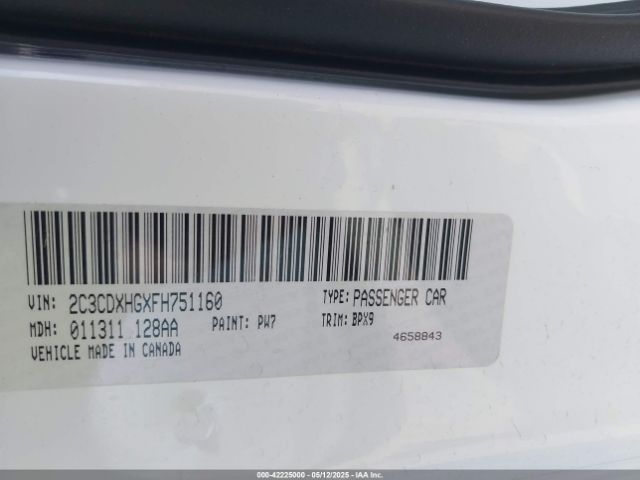 VIN: 2C3CDXHGXFH751160 TYPE: PASSENGER CAR
MDH: 011311 128AA PAINT: PW7 TRIM: BPX9
VEHICLE MADE IN CANADA 4658843
000-42225000 - 05/12/2025 - IAA Inc.